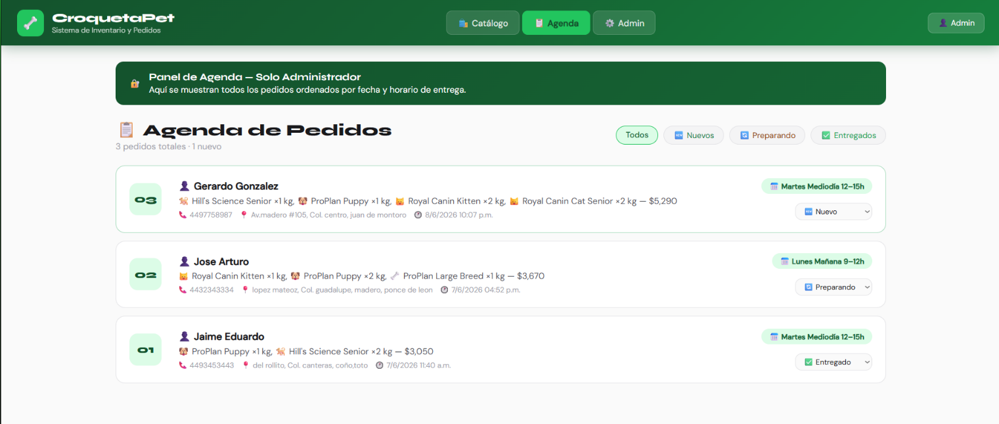 CroquetaPet
Sistema de Inventario y Pedidos
Catálogo
Agenda
Admin
Admin
Panel de Agenda — Solo Administrador
Aquí se muestran todos los pedidos ordenados por fecha y horario de entrega.
Agenda de Pedidos
3 pedidos totales · 1 nuevo
Todos
Nuevos
Preparando
Entregados
03
Gerardo Gonzalez
Hill's Science Senior ×1 kg, ProPlan Puppy ×1 kg, Royal Canin Kitten ×2 kg, Royal Canin Cat Senior ×2 kg — $5,290
4497758987 Av.madero #105, Col. centro, juan de montoro 8/6/2026 10:07 p.m.
Martes Mediodía 12–15h
Nuevo
02
Jose Arturo
Royal Canin Kitten ×1 kg, ProPlan Puppy ×2 kg, ProPlan Large Breed ×1 kg — $3,670
4432343334 lopez mateoz, Col. guadalupe, madero, ponce de leon 7/6/2026 04:52 p.m.
Lunes Mañana 9–12h
Preparando
01
Jaime Eduardo
ProPlan Puppy ×1 kg, Hill's Science Senior ×2 kg — $3,050
4493453443 del rollito, Col. canteras, coño,toto 7/6/2026 11:40 a.m.
Martes Mediodía 12–15h
Entregado